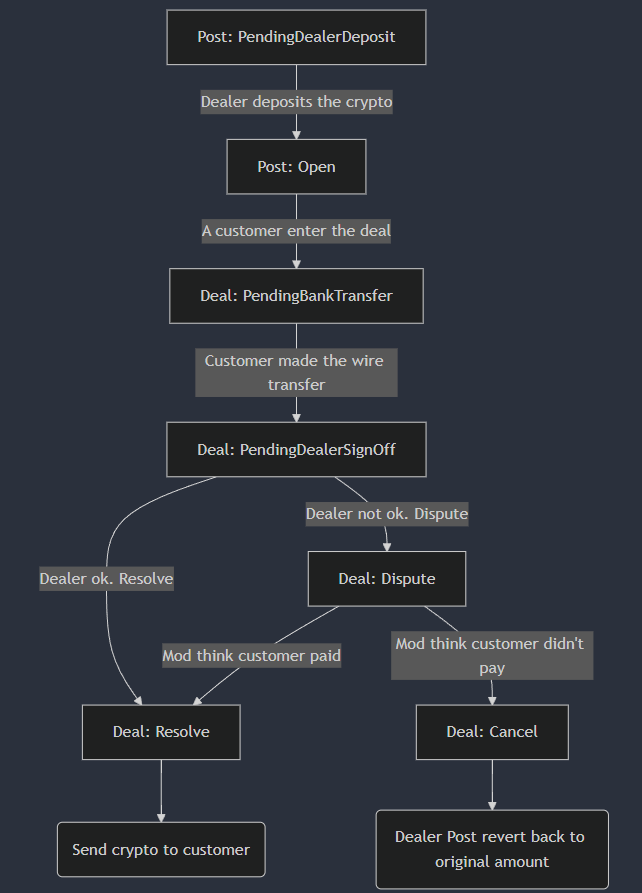 Post: PendingDealerDeposit
Dealer deposits the crypto
Post: Open
A customer enter the deal
Deal: PendingBankTransfer
Customer made the wire
transfer
Deal: PendingDealerSignOff
Dealer not ok. Dispute
Dealer ok. Resolve
Deal: Dispute
Mod think customer paid
Mod think customer didn't
pay
Deal: Resolve
Deal: Cancel
Send crypto to customer
Dealer Post revert back to
original amount